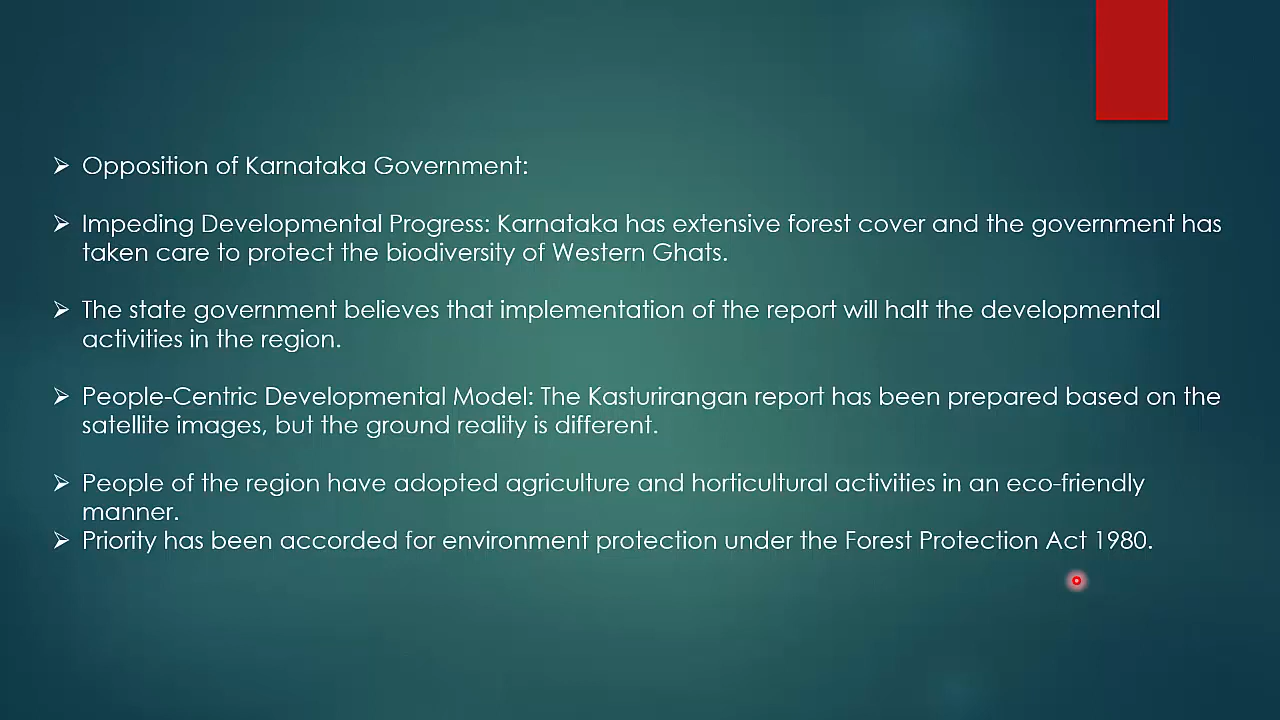 ➢ Opposition of Karnataka Government:
➢ Impeding Developmental Progress: Karnataka has extensive forest cover and the government has
taken care to protect the biodiversity of Western Ghats.
➢ The state government believes that implementation of the report will halt the developmental
activities in the region.
➢ People-Centric Developmental Model: The Kasturirangan report has been prepared based on the
satellite images, but the ground reality is different.
➢ People of the region have adopted agriculture and horticultural activities in an eco-friendly
manner.
➢ Priority has been accorded for environment protection under the Forest Protection Act 1980.